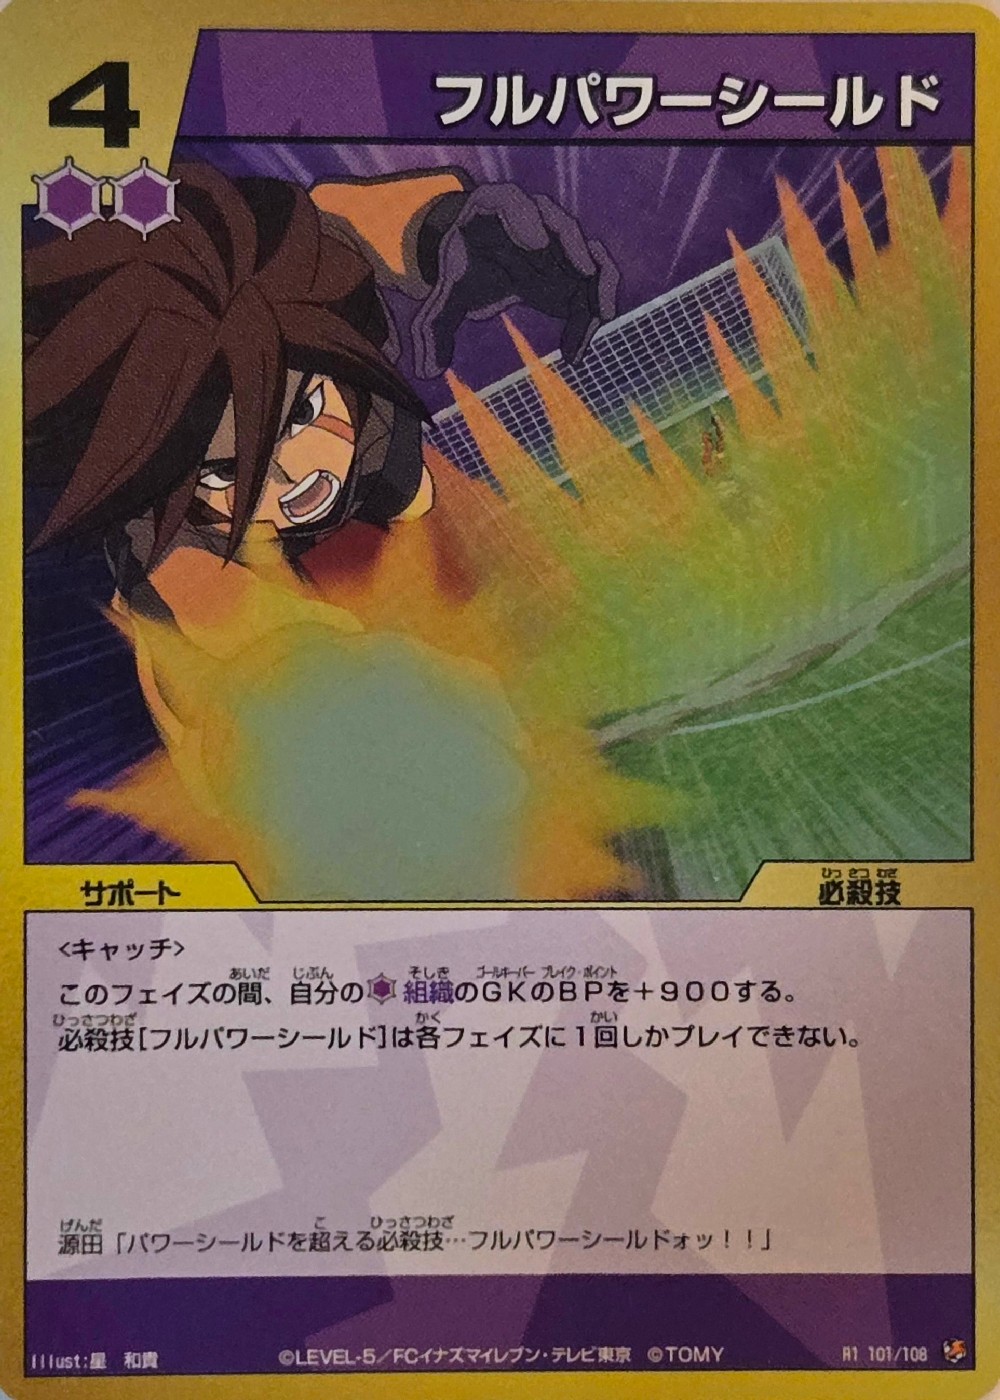 4
フルパワーシールド
サポート
ひっさつわざ
必殺技
<キャッチ>
あいだ じぶん そしき ゴールキーパー ブレイク・ポイント
このフェイズの間、自分の組織のGKのBPを+900する。
ひっさつわざ かく かい
必殺技[フルパワーシールド]は各フェイズに1回しかプレイできない。
げんだ こ ひっさつわざ
源田「パワーシールドを超える必殺技…フルパワーシールドォッ!!」
Illust:星 和貴
©LEVEL-5/FCイナズマイレブン・テレビ東京 ©TOMY
R1 101/108